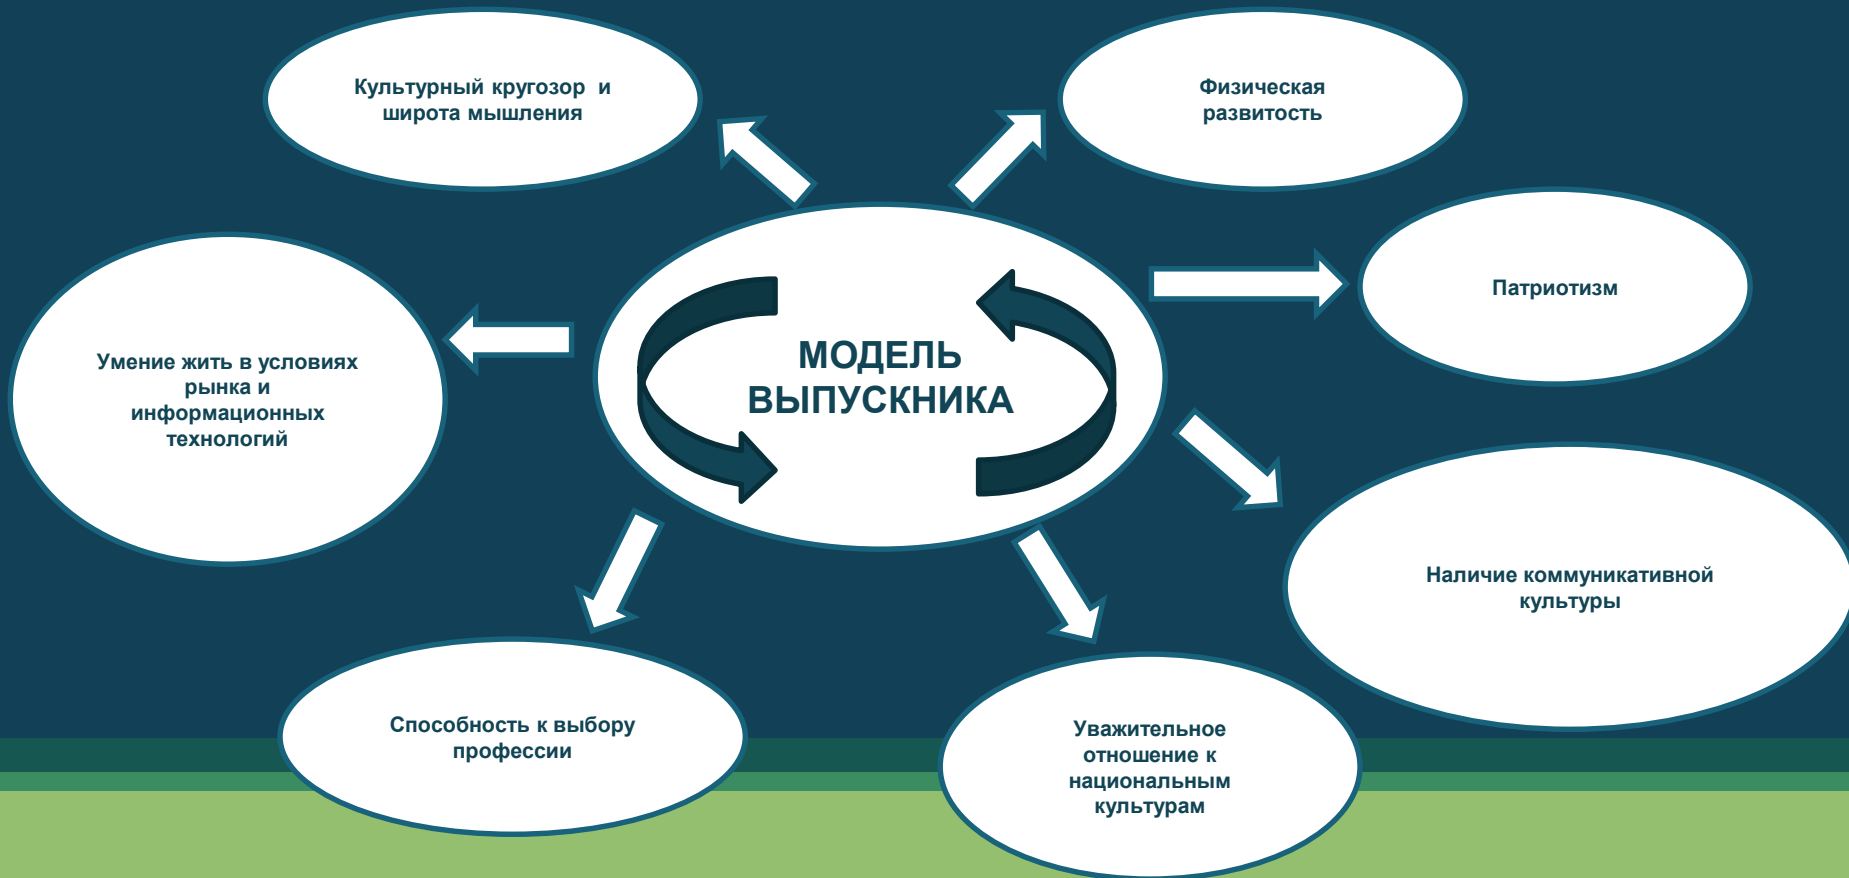 Культурный кругозор и
широта мышления
Физическая
развитость
Патриотизм
Умение жить в условиях
рынка и
информационных
технологий
МОДЕЛЬ
ВЫПУСКНИКА
Наличие коммуникативной
культуры
Способность к выбору
профессии
Уважительное
отношение к
национальным
культурам